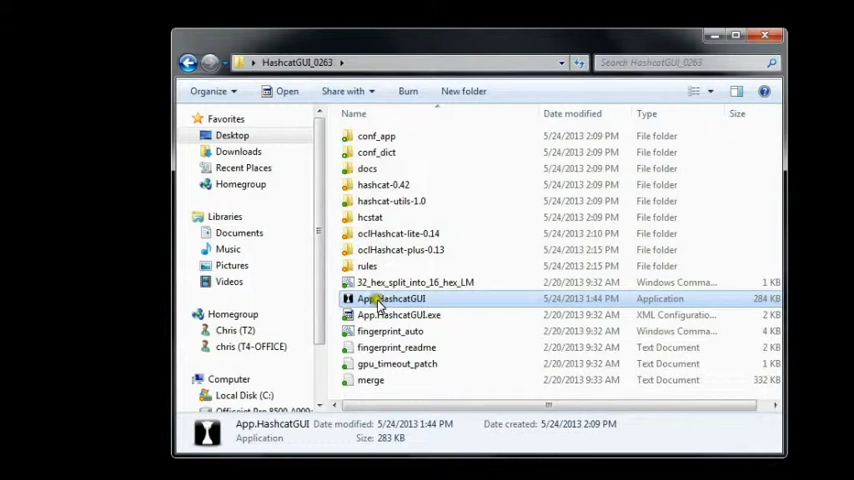 HashcatGUI_0263
Search HashcatGUI_0263
Organize Open Share with Burn New folder
Name Date modified Type Size
Favorites
Desktop
Downloads
Recent Places
Homegroup
Libraries
Documents
Music
Pictures
Videos
Homegroup
Chris (T2)
chris (T4-OFFICE)
Computer
Local Disk (C:)
Officejet Pro 8500 A909
conf_app 5/24/2013 2:09 PM File folder
conf_dict 5/24/2013 2:09 PM File folder
docs 5/24/2013 2:09 PM File folder
hashcat-0.42 5/24/2013 2:09 PM File folder
hashcat-utils-1.0 5/24/2013 2:09 PM File folder
hcstat 5/24/2013 2:09 PM File folder
oclHashcat-lite-0.14 5/24/2013 2:10 PM File folder
oclHashcat-plus-0.13 5/24/2013 2:15 PM File folder
rules 5/24/2013 2:15 PM File folder
32_hex_split_into_16_hex_LM 2/20/2013 9:32 AM Windows Comma... 1 KB
App.HashcatGUI 5/24/2013 1:44 PM Application 284 KB
App.HashcatGUI.exe 2/20/2013 9:32 AM XML Configuratio... 2 KB
fingerprint_auto 2/20/2013 9:32 AM Windows Comma... 2 KB
fingerprint_readme 2/20/2013 9:32 AM Text Document 2 KB
gpu_timeout_patch 2/20/2013 9:32 AM Text Document 2 KB
merge 2/20/2013 9:33 AM Text Document 332 KB
App.HashcatGUI Date modified: 5/24/2013 1:44 PM Date created: 5/24/2013 2:09 PM
Application Size: 283 KB